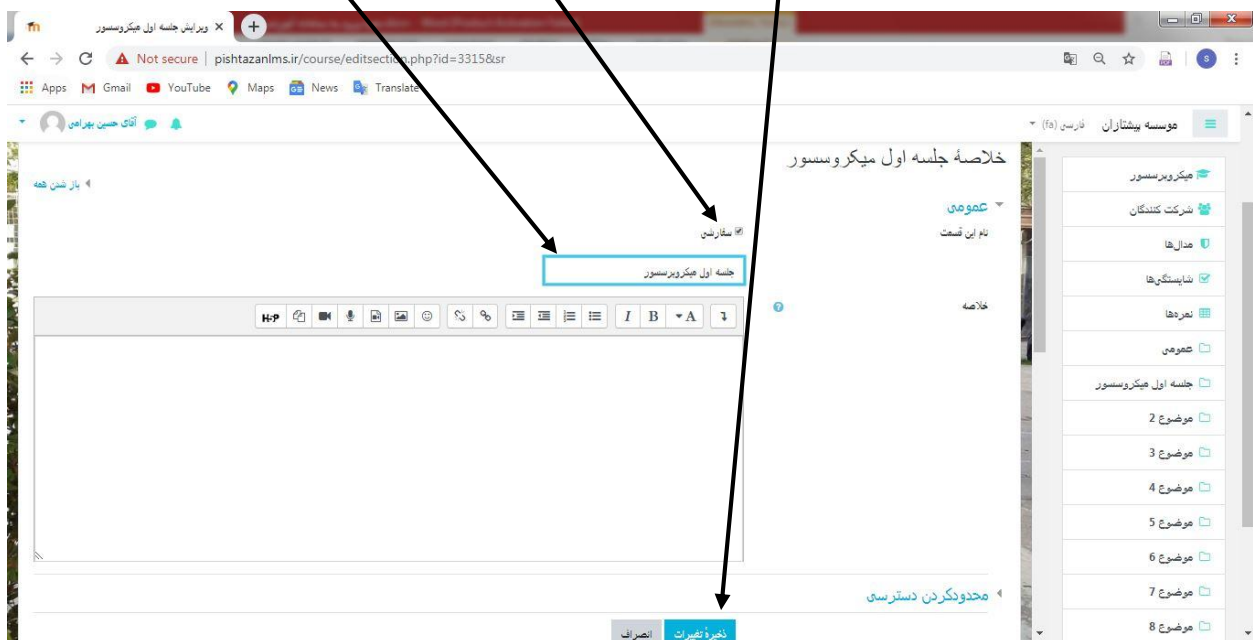 ویرایش جلسه اول میکروسسور
Not secure | pishtazanlms.ir/course/editsection.php?id=3315&sr
Apps Gmail YouTube Maps News Translate
موسسه پیشتازان فارسی (fa)
آقای حسین بهرامی
خلاصهٔ جلسه اول میکروسسور
باز شدن همه
عمومی
نام این قسمت
سفارشی
جلسه اول میکروپرسسور
خلاصه
H-P
I B A
محدودکردن دسترسی
ذخیرهٔ تغییرات انصراف
میکروپرسسور
شرکت کنندگان
مدال‌ها
شایستگی‌ها
نمره‌ها
عمومی
جلسه اول میکروسسور
موضوع 2
موضوع 3
موضوع 4
موضوع 5
موضوع 6
موضوع 7
موضوع 8